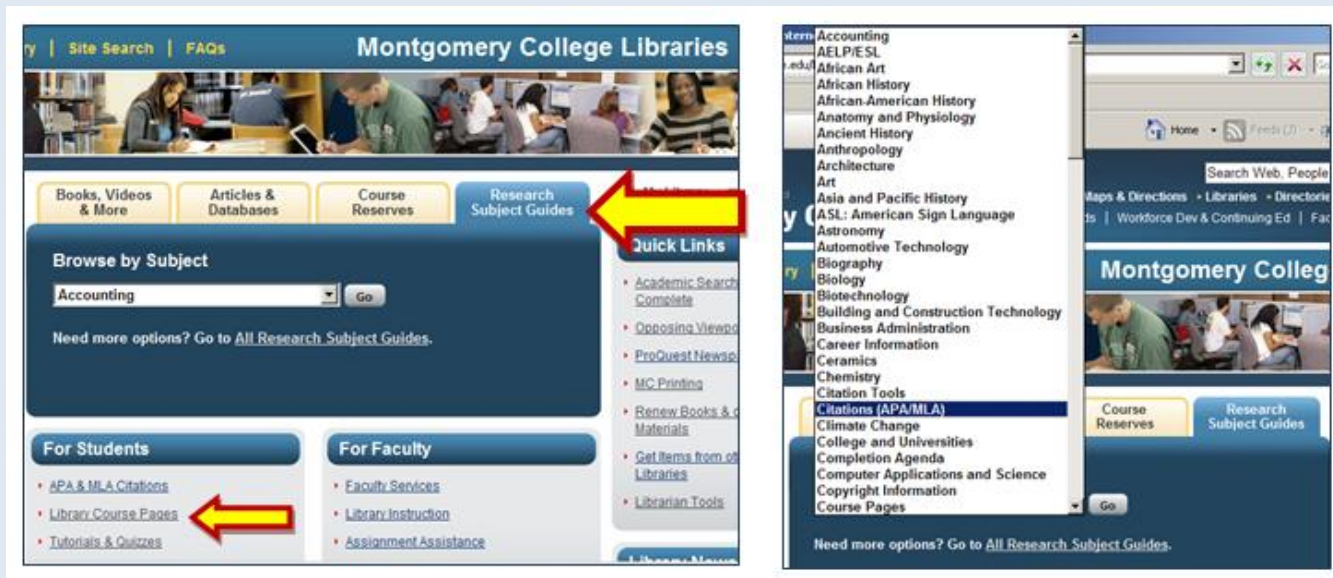 Site Search | FAQs
Montgomery College Libraries
Books, Videos
& More
Articles &
Databases
Course
Reserves
Research
Subject Guides
Browse by Subject
Accounting
Go
Need more options? Go to All Research Subject Guides.
Quick Links
Academic Search
Complete
Opposing Viewpo
ProQuest Newsp
MC Printing
Renew Books &
Materials
Get Items from ot
Libraries
Librarian Tools
For Students
APA & MLA Citations
Library Course Pages
Tutorials & Quizzes
For Faculty
Faculty Services
Library Instruction
Assignment Assistance
Accounting
AELP/ESL
African Art
African History
African-American History
Anatomy and Physiology
Ancient History
Anthropology
Architecture
Art
Asia and Pacific History
ASL: American Sign Language
Astronomy
Automotive Technology
Biography
Biology
Biotechnology
Building and Construction Technology
Business Administration
Career Information
Ceramics
Chemistry
Citation Tools
Citations (APA/MLA)
Climate Change
College and Universities
Completion Agenda
Computer Applications and Science
Copyright Information
Course Pages
Home
Feeds (J)
Search Web, People
Maps & Directions Libraries Directorie
| Workforce Dev & Continuing Ed | Fac
Montgomery Colleg
Course
Reserves
Research
Subject Guides
Go
Need more options? Go to All Research Subject Guides.